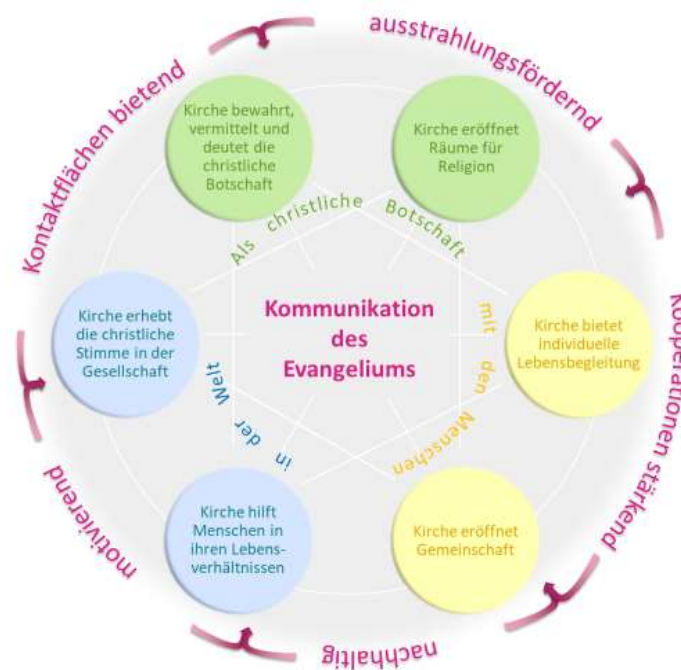 ausstrahlungsfördernd
Kontaktflächen bietend
Kirche bewahrt,
vermittelt und
deutet die
christliche
Botschaft
Kirche eröffnet
Räume für
Religion
Als christliche Botschaft
Kirche erhebt
die christliche
Stimme in der
Gesellschaft
Kommunikation
des
Evangeliums
mit den Menschen
Kirche bietet
individuelle
Lebensbegleitung
in der Welt
Kirche hilft
Menschen in
ihren Lebens-
verhältnissen
Kirche eröffnet
Gemeinschaft
Kooperationen stärkend
motivierend
nachhaltig